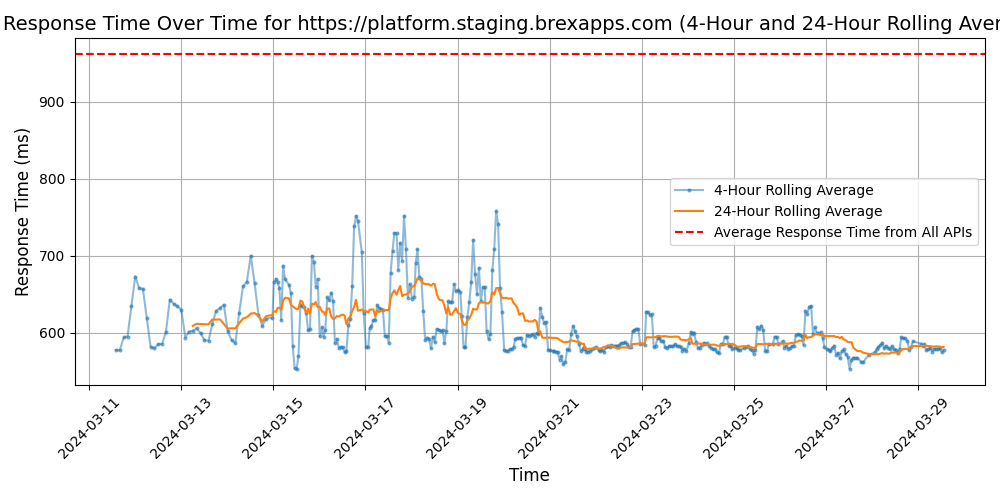 Response Time Over Time for https://platform.staging.brexapps.com (4-Hour and 24-Hour Rolling Aver
Response Time (ms)
900
800
700
600
4-Hour Rolling Average
24-Hour Rolling Average
Average Response Time from All APIs
2024-03-11
2024-03-13
2024-03-15
2024-03-17
2024-03-19
2024-03-21
2024-03-23
2024-03-25
2024-03-27
2024-03-29
Time